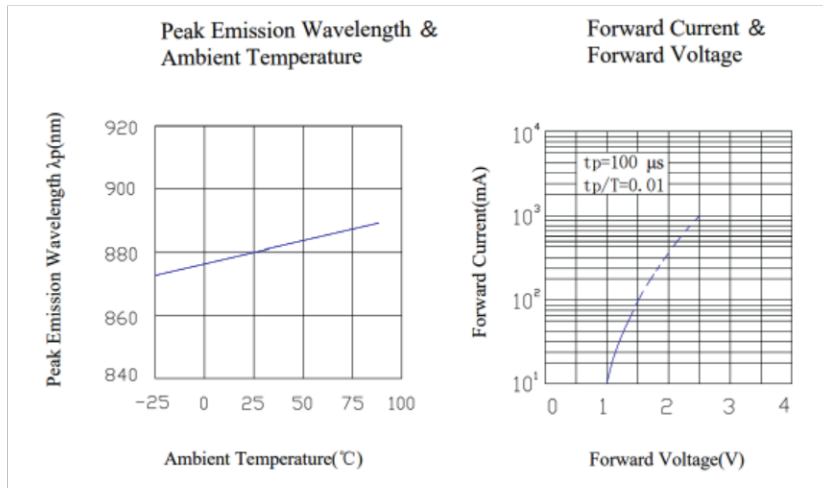 Peak Emission Wavelength &
Ambient Temperature
Peak Emission Wavelength λp(nm)
920
900
880
860
840
-25 0 25 50 75 100
Ambient Temperature(℃)
Forward Current &
Forward Voltage
Forward Current(mA)
10⁴
tp=100 μs
tp/T=0.01
10³
10²
10¹
0 1 2 3 4
Forward Voltage(V)